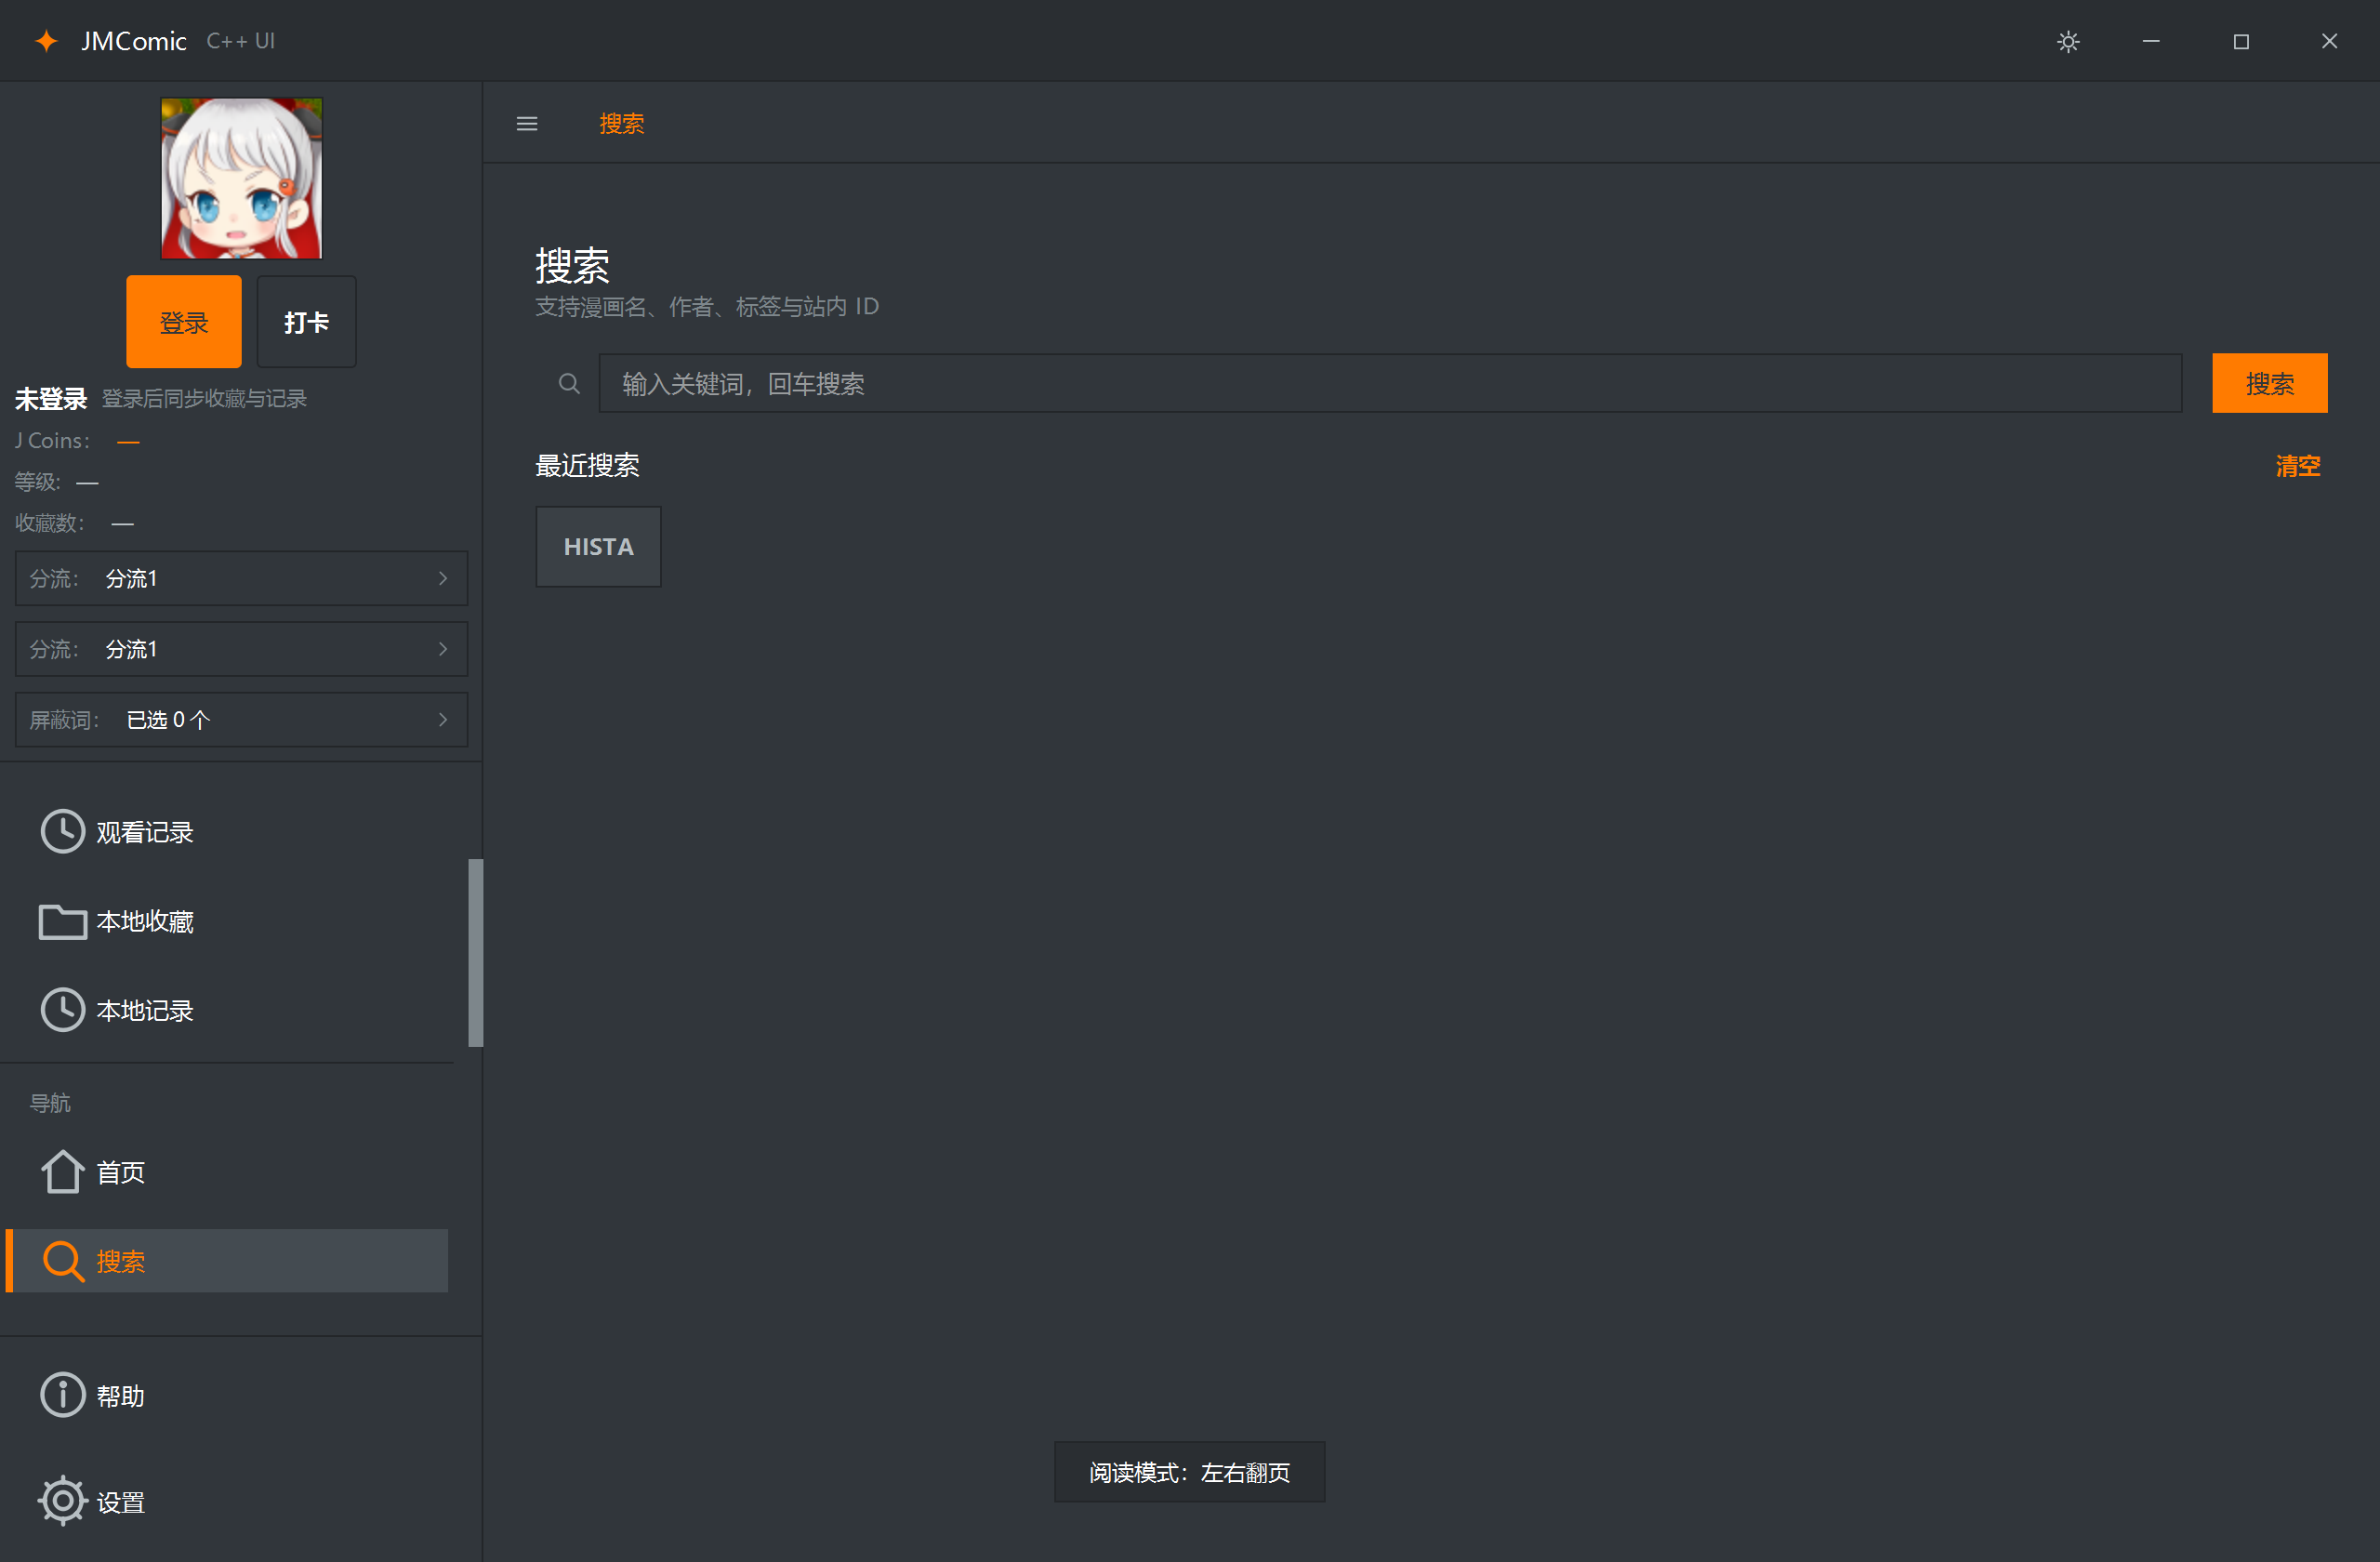 JMComic C++ UI
搜索
登录
打卡
未登录 登录后同步收藏与记录
J Coins: —
等级: —
收藏数: —
分流: 分流1
分流: 分流1
屏蔽词: 已选 0 个
观看记录
本地收藏
本地记录
导航
首页
搜索
帮助
设置
搜索
支持漫画名、作者、标签与站内 ID
输入关键词，回车搜索
搜索
最近搜索
清空
HISTA
阅读模式：左右翻页